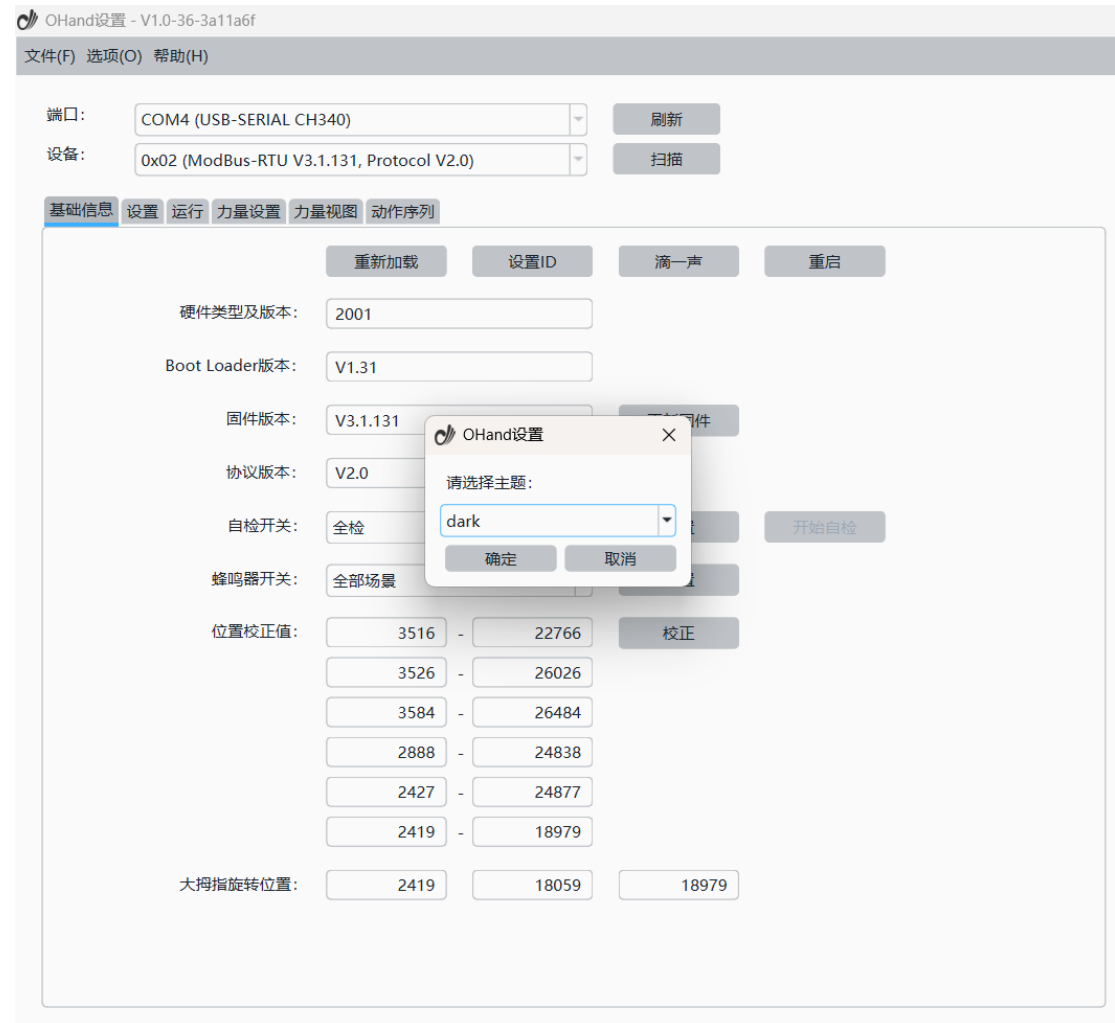 OHand设置 - V1.0-36-3a11a6f
文件(F) 选项(O) 帮助(H)
端口: COM4 (USB-SERIAL CH340) 刷新
设备: 0x02 (ModBus-RTU V3.1.131, Protocol V2.0) 扫描
基础信息 设置 运行 力量设置 力量视图 动作序列
重新加载 设置ID 滴一声 重启
硬件类型及版本: 2001
Boot Loader版本: V1.31
固件版本: V3.1.131
OHand设置
协议版本: V2.0
请选择主题:
自检开关: 全检 开始自检
dark
确定 取消
蜂鸣器开关: 全部场景
位置校正值: 3516 - 22766 校正
3526 - 26026
3584 - 26484
2888 - 24838
2427 - 24877
2419 - 18979
大拇指旋转位置: 2419 18059 18979